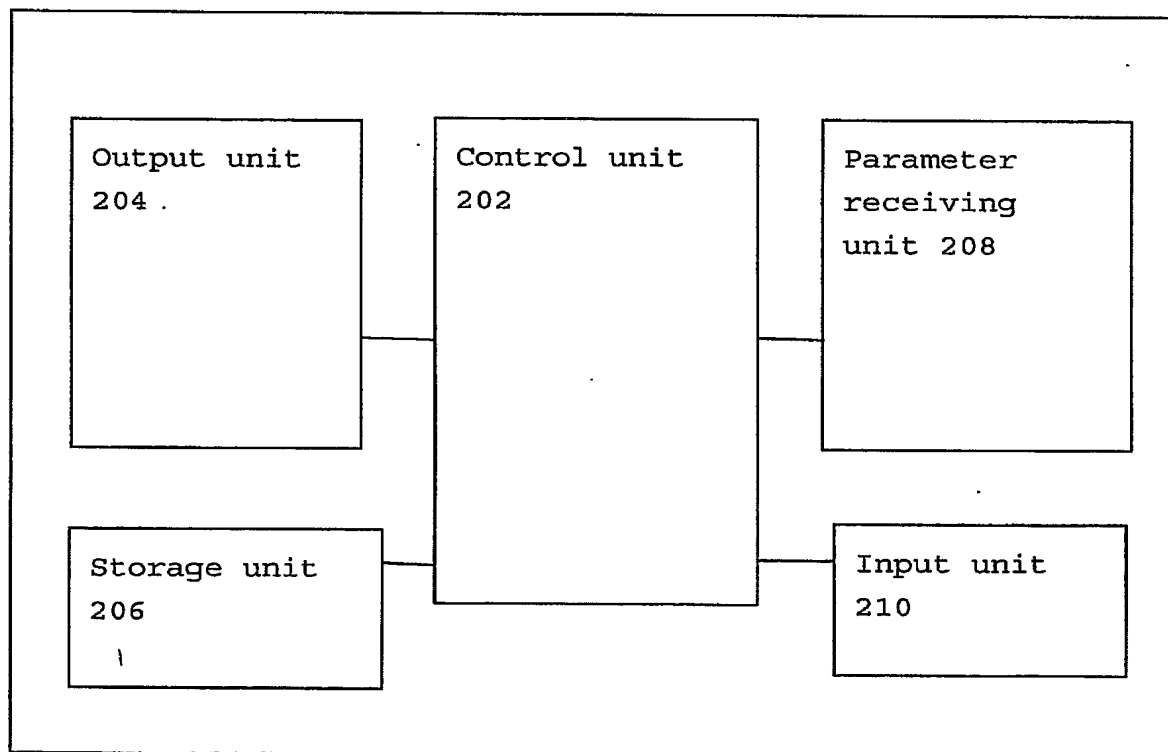 Output unit
204
Control unit
202
Parameter
receiving
unit 208
Storage unit
206
Input unit
210